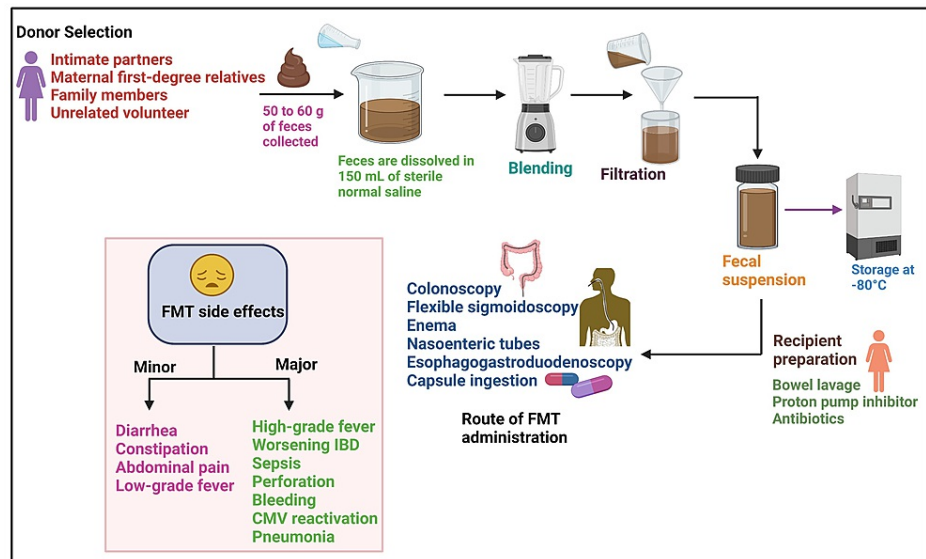 Donor Selection
Intimate partners
Maternal first-degree relatives
Family members
Unrelated volunteer
50 to 60 g
of feces
collected
Feces are dissolved in
150 mL of sterile
normal saline
Blending
Filtration
Fecal
suspension
Storage at
-80°C
Recipient
preparation
Bowel lavage
Proton pump inhibitor
Antibiotics
Colonoscopy
Flexible sigmoidoscopy
Enema
Nasoenteric tubes
Esophagogastroduodenoscopy
Capsule ingestion
Route of FMT
administration
FMT side effects
Minor
Major
Diarrhea
Constipation
Abdominal pain
Low-grade fever
High-grade fever
Worsening IBD
Sepsis
Perforation
Bleeding
CMV reactivation
Pneumonia